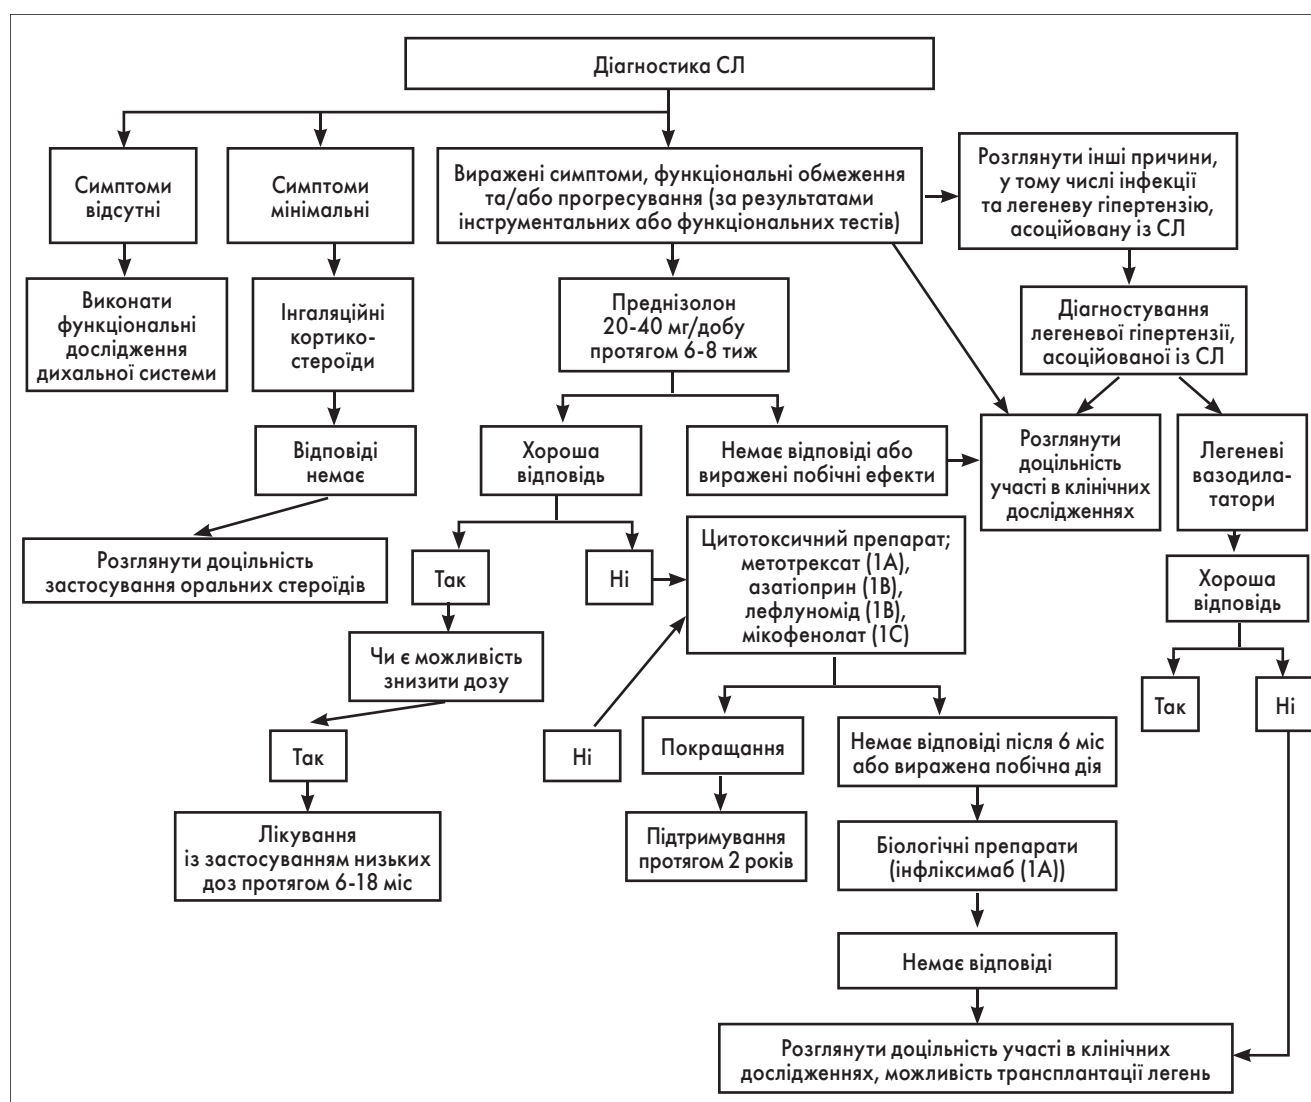 Діагностика СЛ
Симптоми
відсутні
Симптоми
мінімальні
Виражені симптоми, функціональні обмеження
та/або прогресування (за результатами
інструментальних або функціональних тестів)
Розглянути інші причини,
у тому числі інфекції
та легеневу гіпертензію,
асоційовану із СЛ
Виконати
функціональні
дослідження
дихальної системи
Інгаляційні
кортико-
стероїди
Преднізолон
20-40 мг/добу
протягом 6-8 тиж
Діагностування
легеневої гіпертензії,
асоційованої із СЛ
Відповіді
немає
Хороша
відповідь
Немає відповіді або
виражені побічні ефекти
Розглянути
доцільність
участі в клінічних
дослідженнях
Легеневі
вазодила-
татори
Розглянути доцільність
застосування оральних стероїдів
Так
Ні
Цитотоксичний препарат;
метотрексат (1A),
азатіоприн (1B),
лефлуномід (1B),
мікофенолат (1C)
Хороша
відповідь
Чи є можливість
знизити дозу
Так
Ні
Так
Ні
Покращання
Немає відповіді після 6 міс
або виражена побічна дія
Лікування
із застосуванням низьких
доз протягом 6-18 міс
Підтримування
протягом 2 років
Біологічні препарати
(інфліксимаб (1A))
Немає відповіді
Розглянути доцільність участі в клінічних
дослідженнях, можливість трансплантації легень